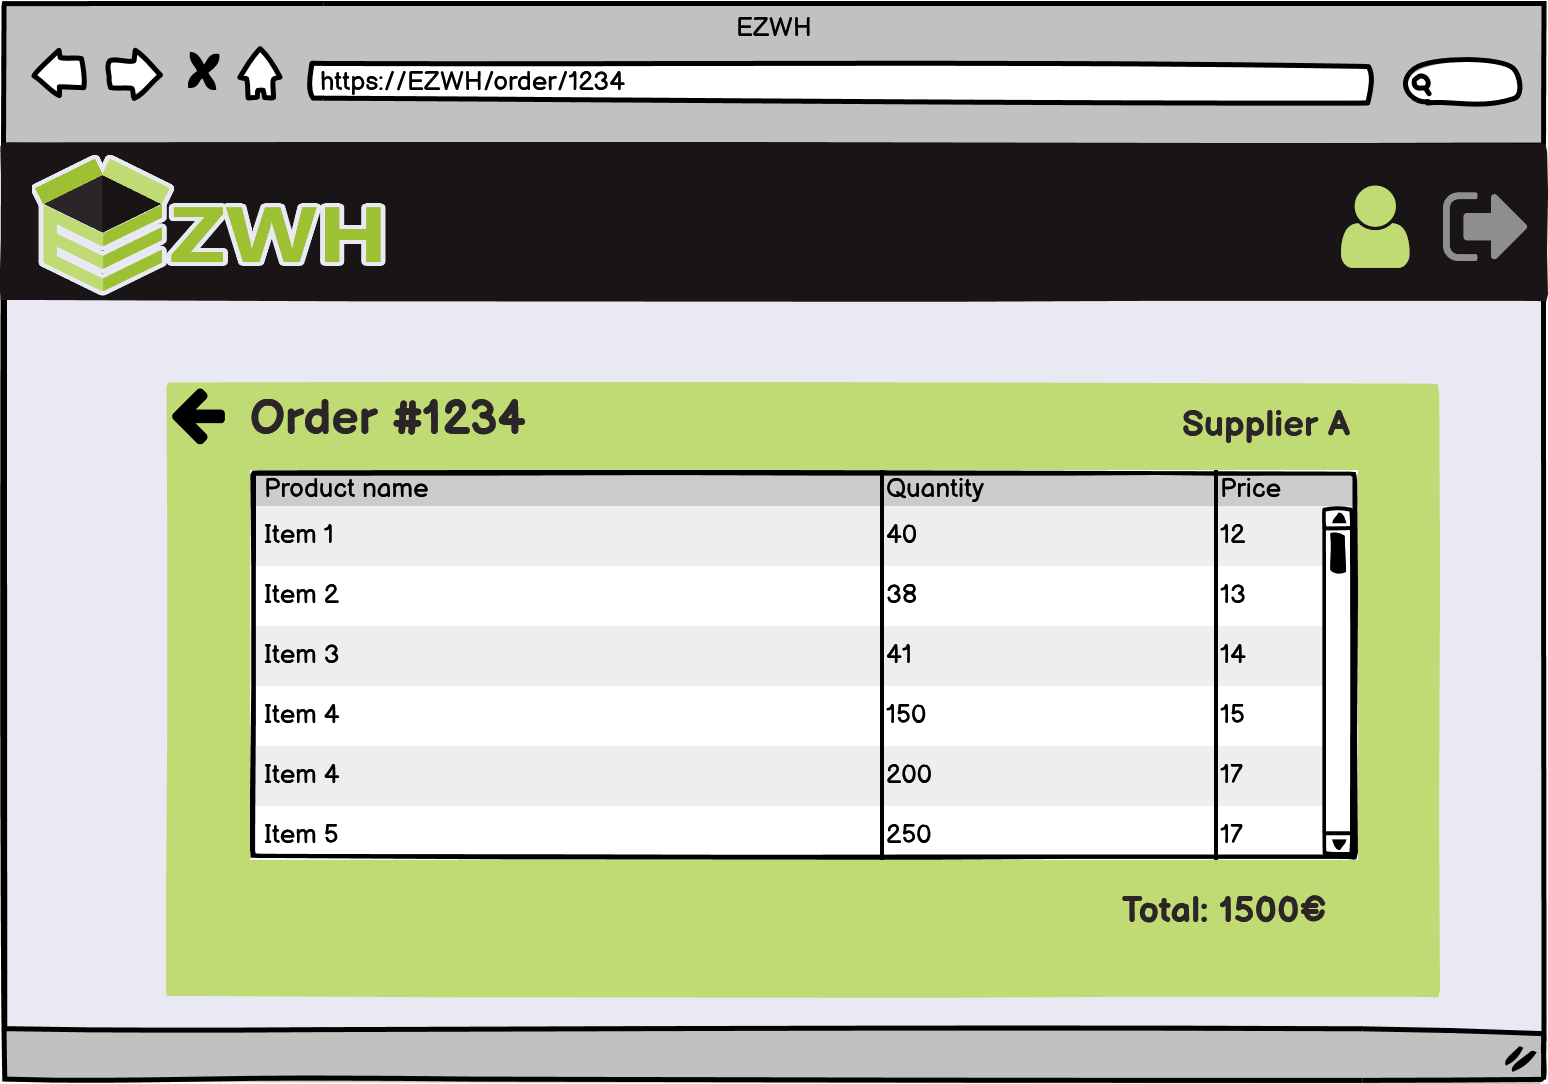 EZWH
https://EZWH/order/1234
EZWH
Order #1234
Supplier A
Product name Quantity Price
Item 1 40 12
Item 2 38 13
Item 3 41 14
Item 4 150 15
Item 4 200 17
Item 5 250 17
Total: 1500€